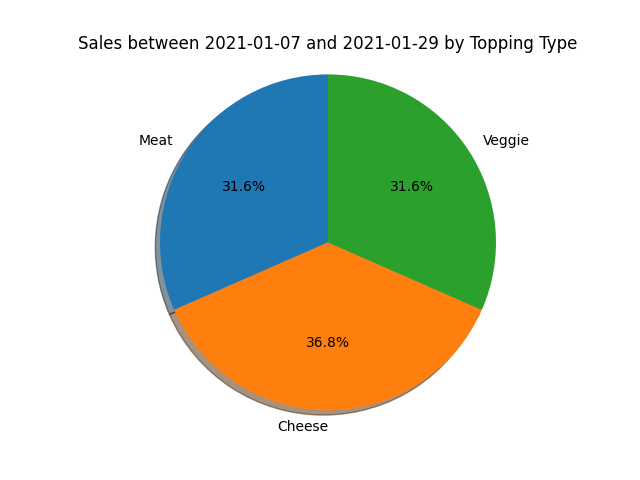 Sales between 2021-01-07 and 2021-01-29 by Topping Type
Meat
Veggie
31.6%
31.6%
36.8%
Cheese